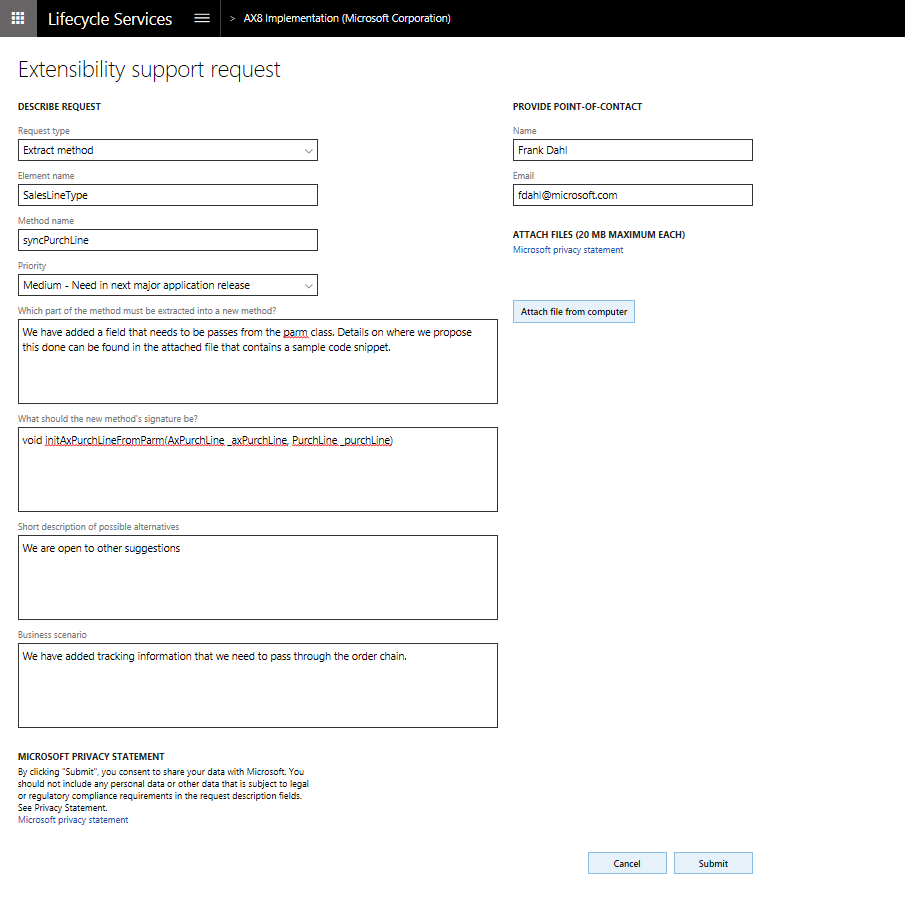 Lifecycle Services > AX8 Implementation (Microsoft Corporation)
Extensibility support request
DESCRIBE REQUEST
Request type
Extract method
Element name
SalesLineType
Method name
syncPurchLine
Priority
Medium - Need in next major application release
Which part of the method must be extracted into a new method?
We have added a field that needs to be passes from the parm class. Details on where we propose
this done can be found in the attached file that contains a sample code snippet.
What should the new method's signature be?
void initAxPurchLineFromParm(AxPurchLine _axPurchLine, PurchLine _purchLine)
Short description of possible alternatives
We are open to other suggestions
Business scenario
We have added tracking information that we need to pass through the order chain.
MICROSOFT PRIVACY STATEMENT
By clicking "Submit", you consent to share your data with Microsoft. You
should not include any personal data or other data that is subject to legal
or regulatory compliance requirements in the request description fields.
See Privacy Statement.
Microsoft privacy statement
PROVIDE POINT-OF-CONTACT
Name
Frank Dahl
Email
fdahl@microsoft.com
ATTACH FILES (20 MB MAXIMUM EACH)
Microsoft privacy statement
Attach file from computer
Cancel
Submit